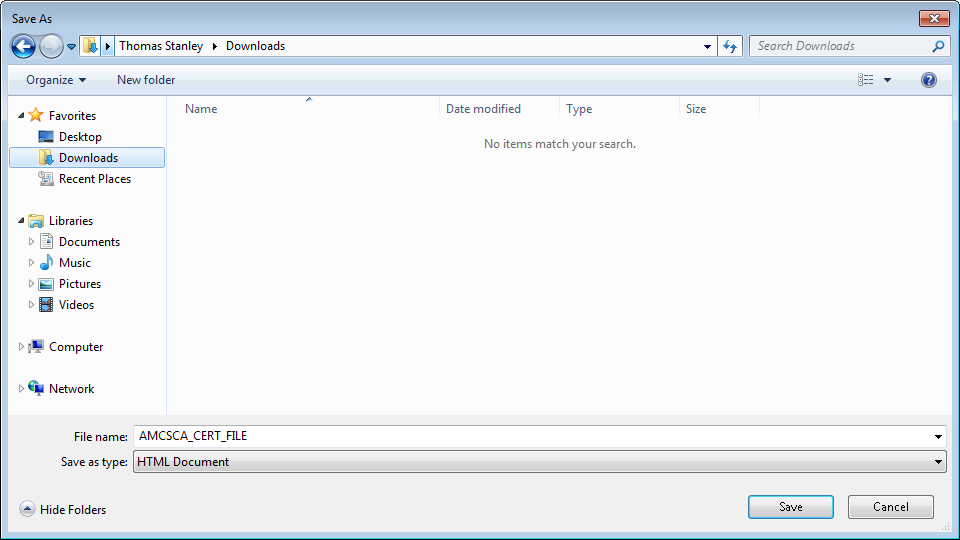 Save As
Thomas Stanley Downloads
Search Downloads
Organize New folder
Name Date modified Type Size
No items match your search.
Favorites
Desktop
Downloads
Recent Places
Libraries
Documents
Music
Pictures
Videos
Computer
Network
File name: AMCSCA_CERT_FILE
Save as type: HTML Document
Hide Folders Save Cancel